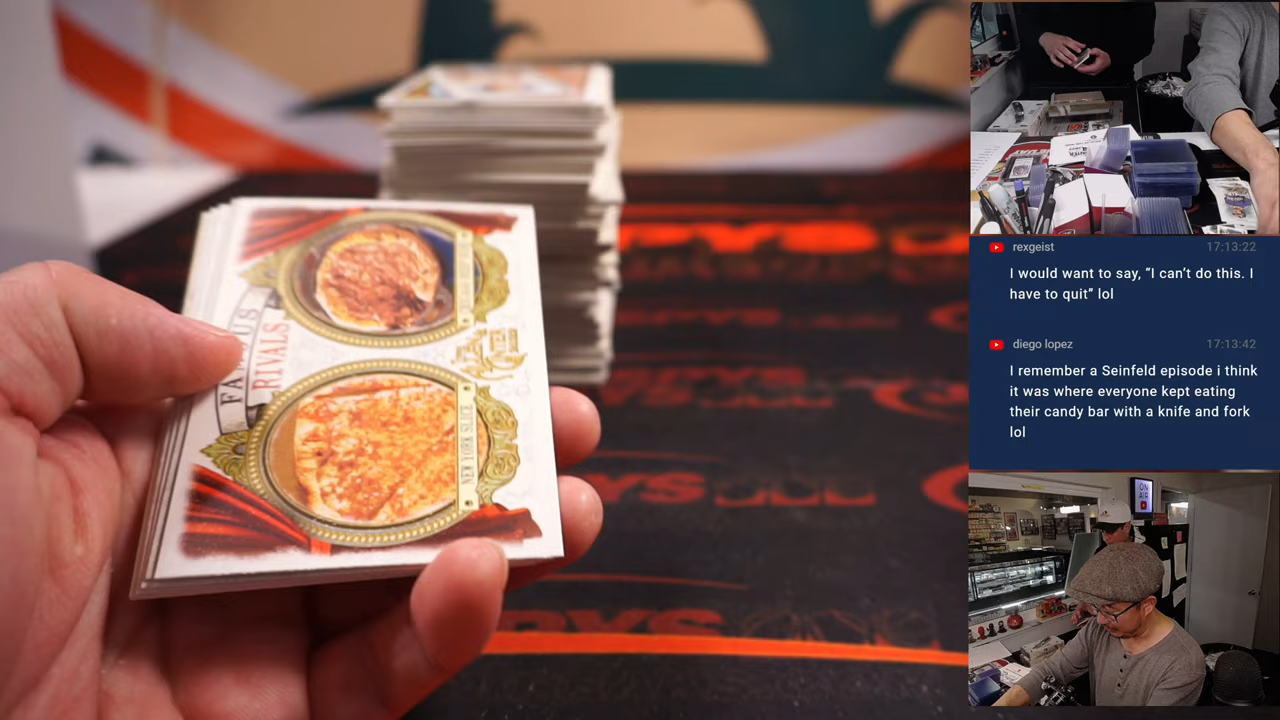 FAMOUS
RIVALS
NEW YORK SLICE
rexgeist 17:13:22
I would want to say, “I can’t do this. I
have to quit” lol
diego lopez 17:13:42
I remember a Seinfeld episode i think
it was where everyone kept eating
their candy bar with a knife and fork
lol
ON
AIR